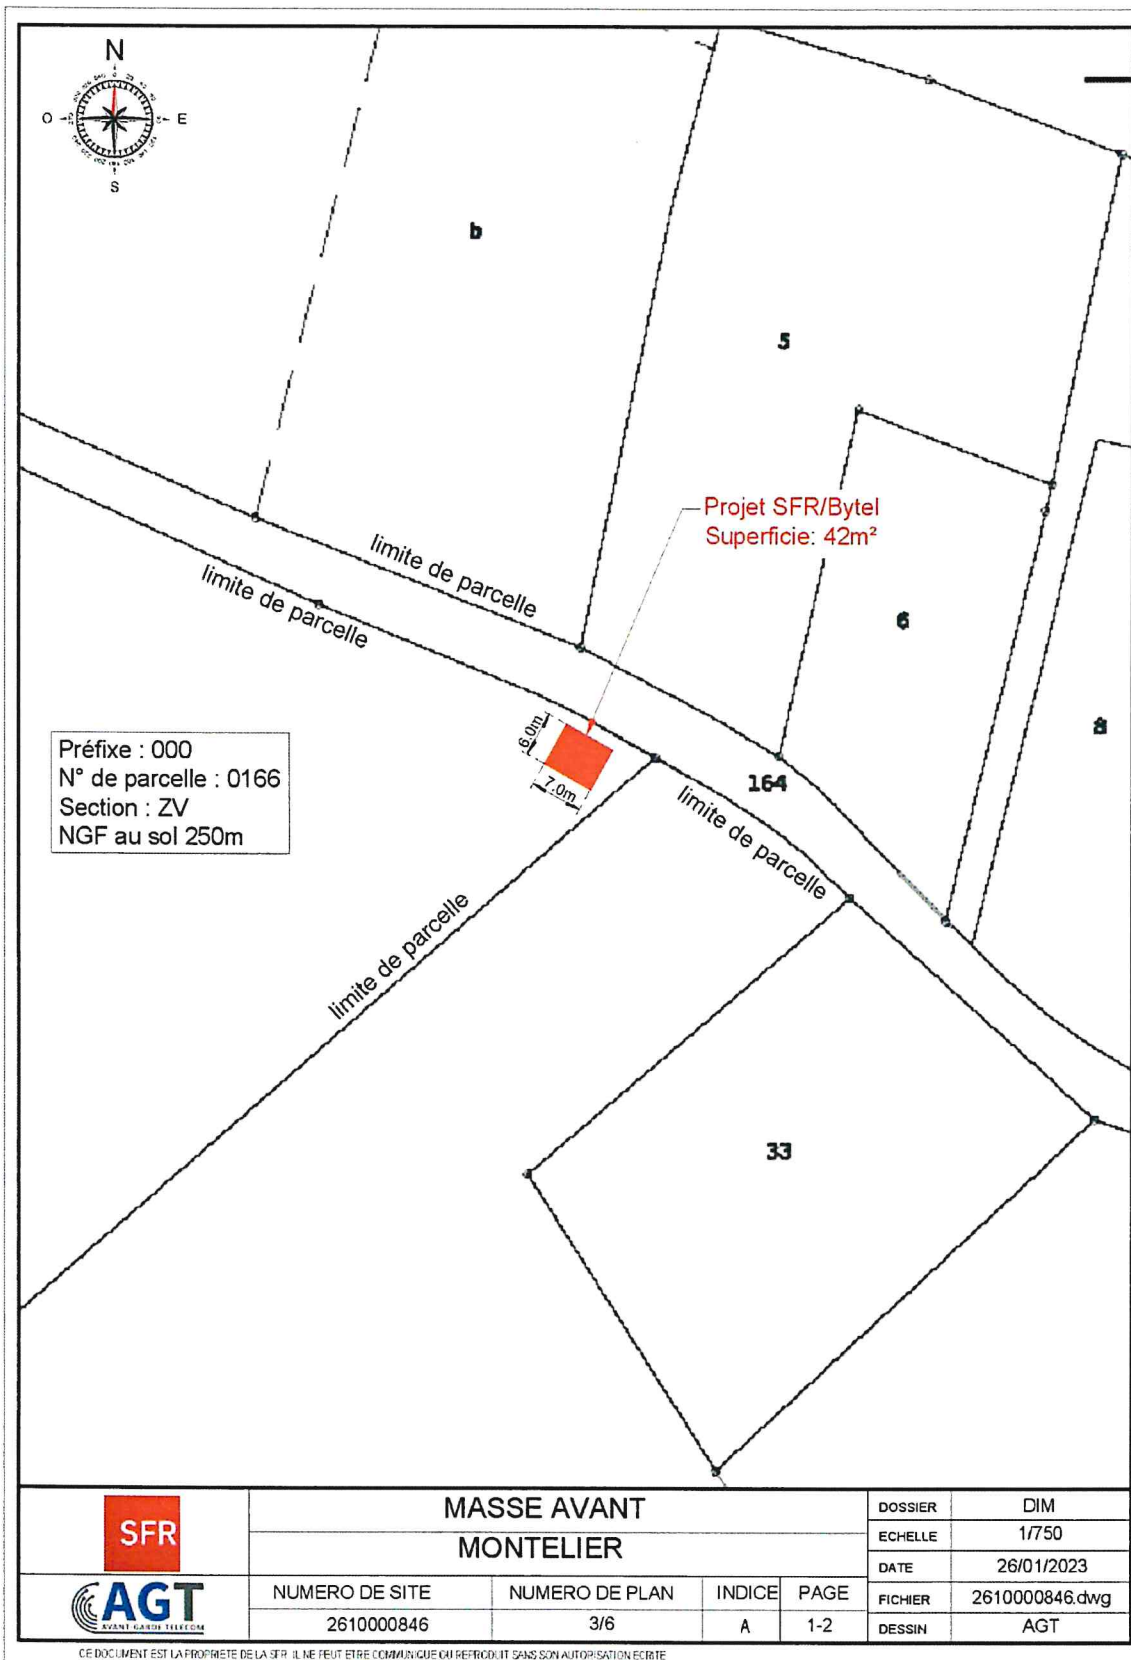 N
O
E
S
b
5
Projet SFR/Bytel
Superficie: 42m²
limite de parcelle
limite de parcelle
6
8
6.0m
7.0m
Préfixe : 000
N° de parcelle : 0166
Section : ZV
NGF au sol 250m
164
limite de parcelle
limite de parcelle
33
SFR
MASSE AVANT
MONTELIER
DOSSIER DIM
ECHELLE 1/750
DATE 26/01/2023
AGT
AVANT GARDE TELECOM
NUMERO DE SITE NUMERO DE PLAN INDICE PAGE
FICHIER 2610000846.dwg
2610000846 3/6 A 1-2
DESSIN AGT
CE DOCUMENT EST LA PROPRIETE DE LA SFR IL NE PEUT ETRE COMMUNIQUE OU REPRODUIT SANS SON AUTORISATION ECRITE